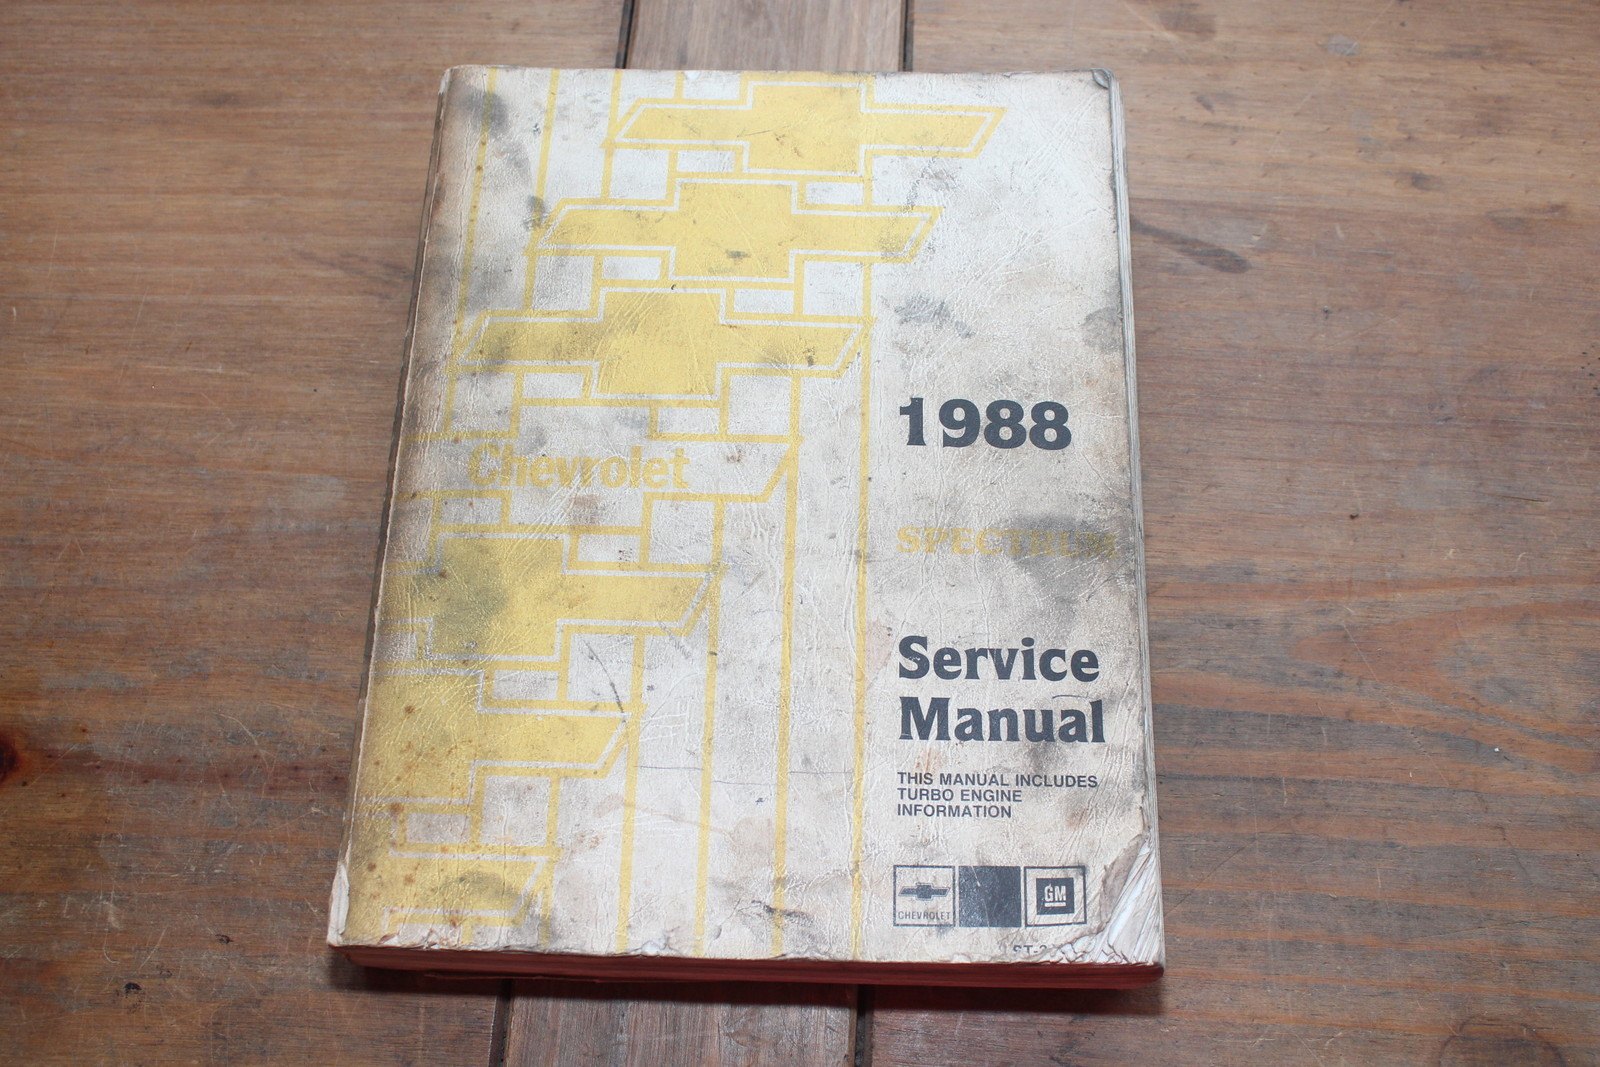 Chevrolet
1988
SPECTRUM
Service
Manual
THIS MANUAL INCLUDES
TURBO ENGINE
INFORMATION
CHEVROLET
GM